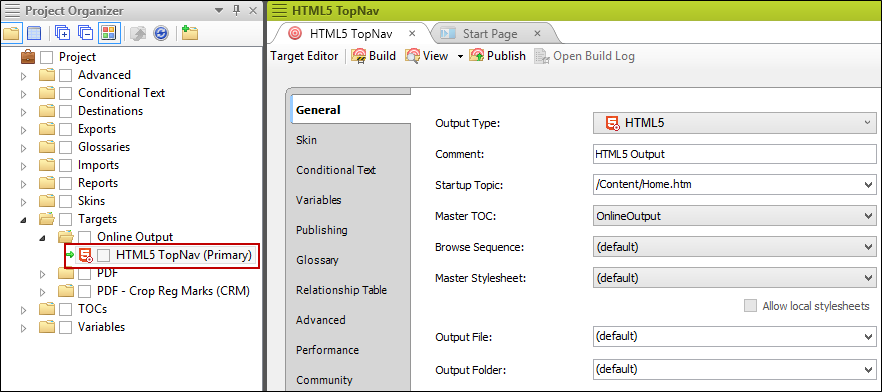 Project Organizer
Project
Advanced
Conditional Text
Destinations
Exports
Glossaries
Imports
Reports
Skins
Targets
Online Output
HTML5 TopNav (Primary)
PDF
PDF - Crop Reg Marks (CRM)
TOCs
Variables
HTML5 TopNav
HTML5 TopNav
Start Page
Target Editor
Build
View
Publish
Open Build Log
General
Skin
Conditional Text
Variables
Publishing
Glossary
Relationship Table
Advanced
Performance
Community
Output Type: HTML5
Comment: HTML5 Output
Startup Topic: /Content/Home.htm
Master TOC: OnlineOutput
Browse Sequence: (default)
Master Stylesheet: (default)
Allow local stylesheets
Output File: (default)
Output Folder: (default)